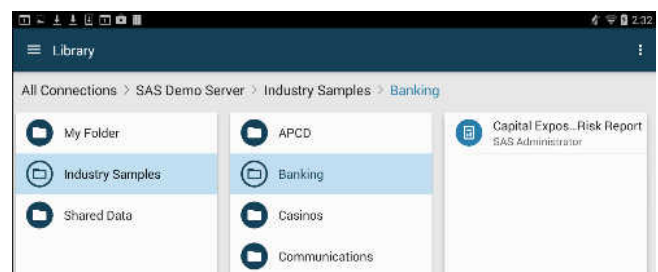 2:32
Library
All Connections > SAS Demo Server > Industry Samples > Banking
My Folder
Industry Samples
Shared Data
APCD
Banking
Casinos
Communications
Capital Expos...Risk Report
SAS Administrator